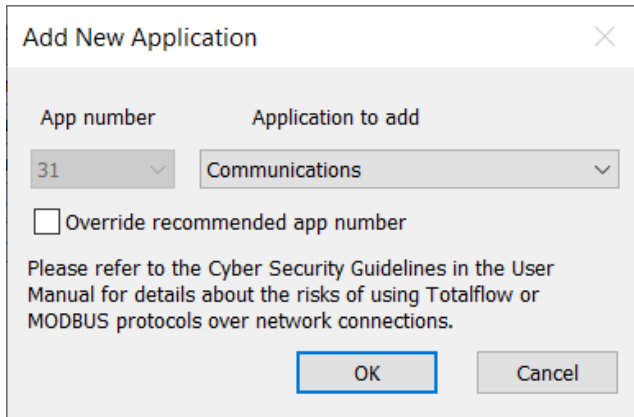 Add New Application
App number
Application to add
31
Communications
Override recommended app number
Please refer to the Cyber Security Guidelines in the User
Manual for details about the risks of using Totalflow or
MODBUS protocols over network connections.
OK
Cancel